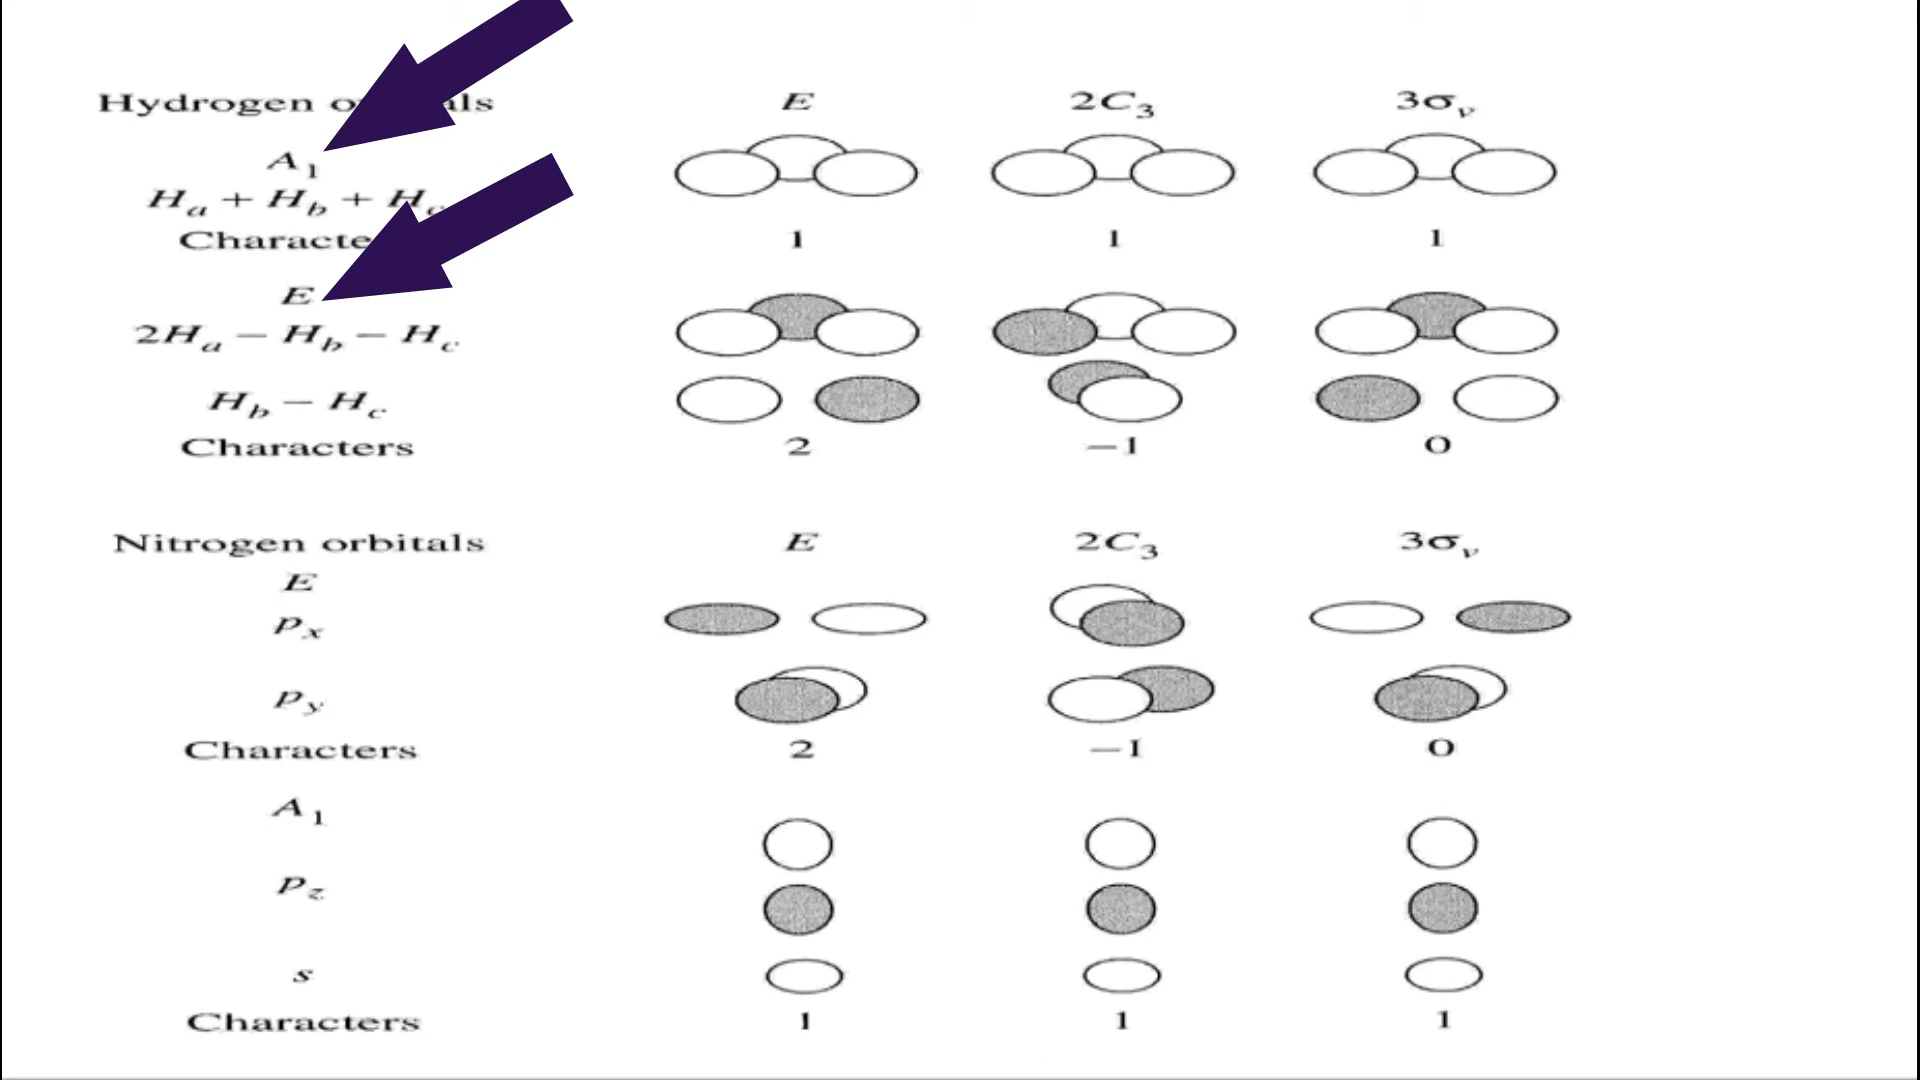 Hydrogen E 2C₃ 3σᵥ
A₁
Hₐ + H_b + H_c
1 1 1
E
2Hₐ – H_b – H_c
H_b – H_c
Characters 2 –1 0
Nitrogen orbitals E 2C₃ 3σᵥ
E
pₓ
p_y
Characters 2 –1 0
A₁
p_z
s
Characters 1 1 1